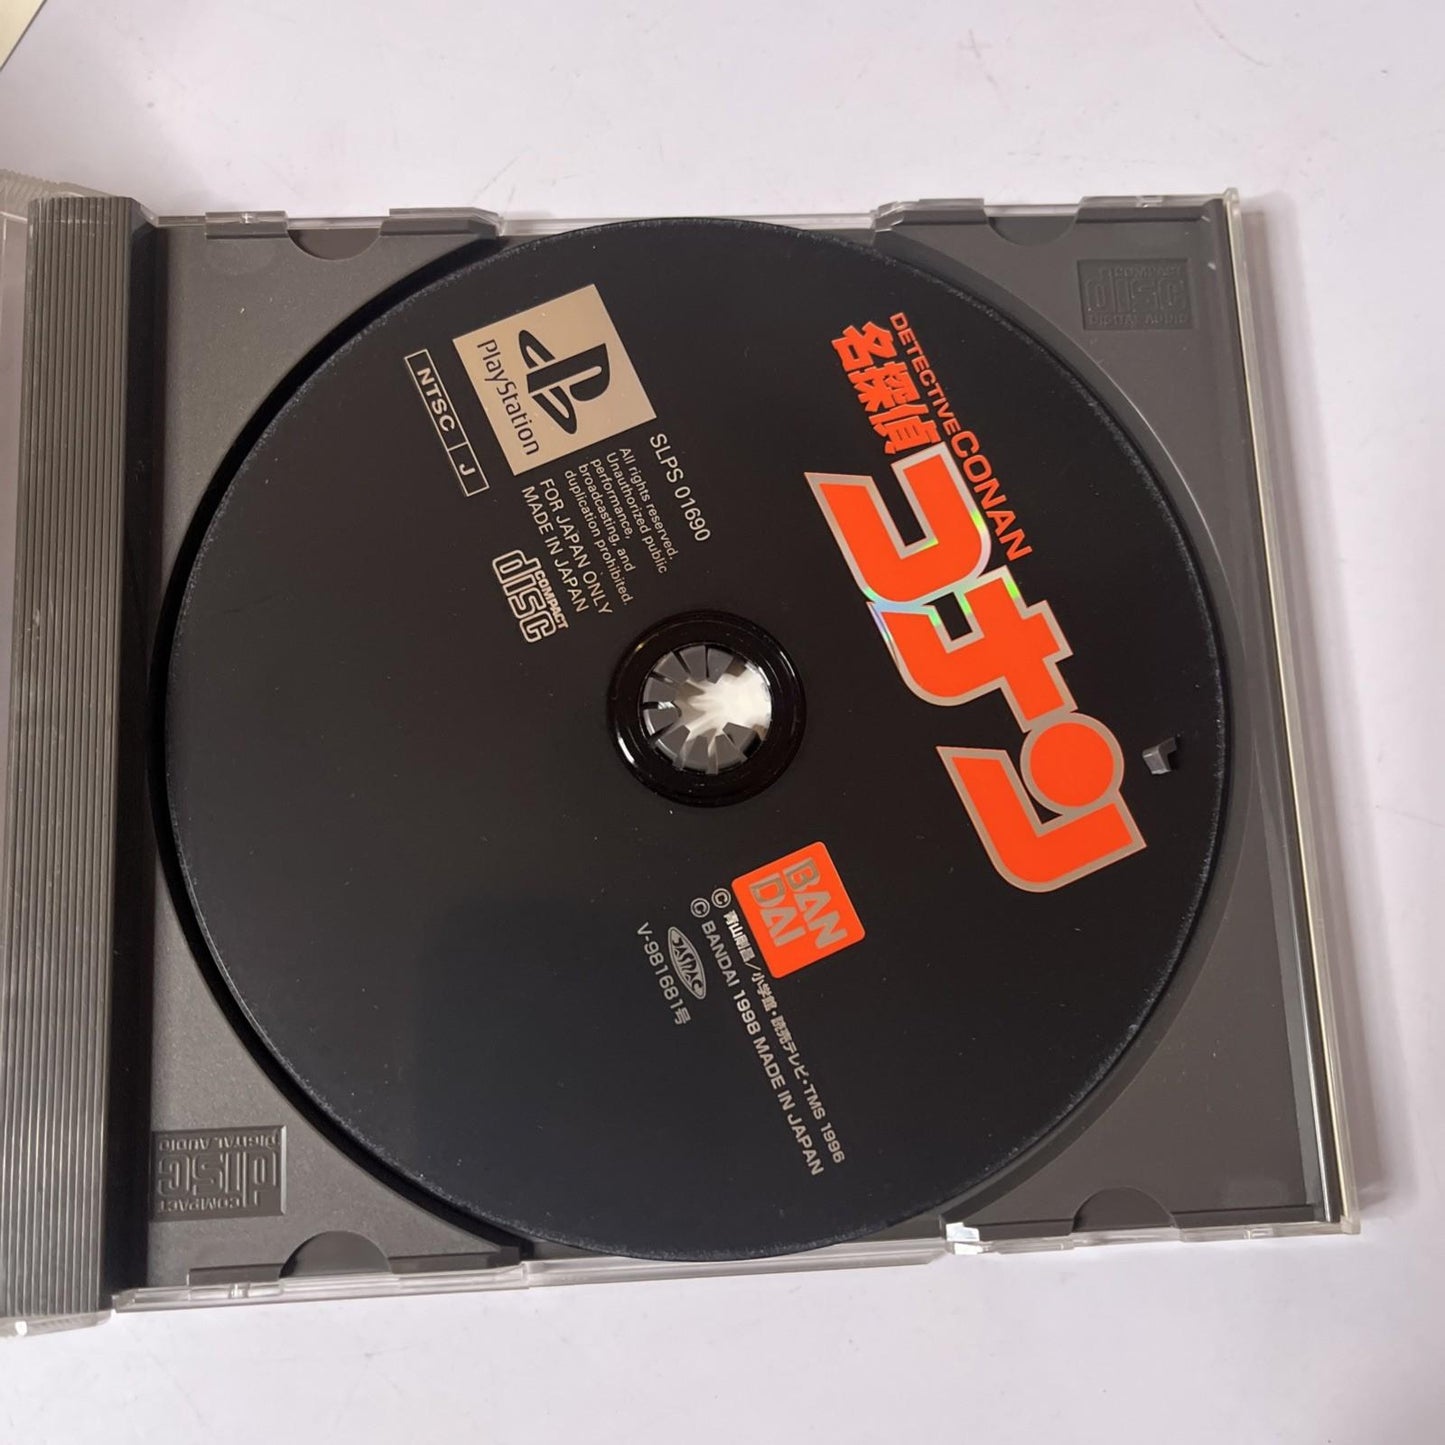 DETECTIVE CONAN
名探偵
コナン
PlayStation
NTSC J
SLPS 01690
All rights reserved.
Unauthorized public
performance,
broadcasting, and
duplication prohibited.
FOR JAPAN ONLY
MADE IN JAPAN
COMPACT
disc
BAN
DAI
© 青山剛昌／小学館・読売テレビ・TMS 1996
© BANDAI 1998 MADE IN JAPAN
JASRAC
V-981681号
COMPACT
disc
DIGITAL AUDIO
COMPACT
disc
DIGITAL AUDIO